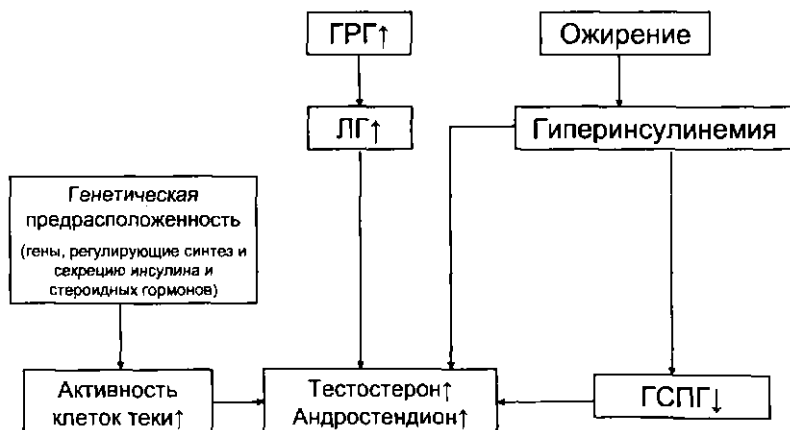 ГРГ↑
Ожирение
ЛГ↑
Гиперинсулинемия
Генетическая
предрасположенность
(гены, регулирующие синтез и
секрецию инсулина и
стероидных гормонов)
Активность
клеток теки↑
Тестостерон↑
Андростендион↑
ГСПГ↓